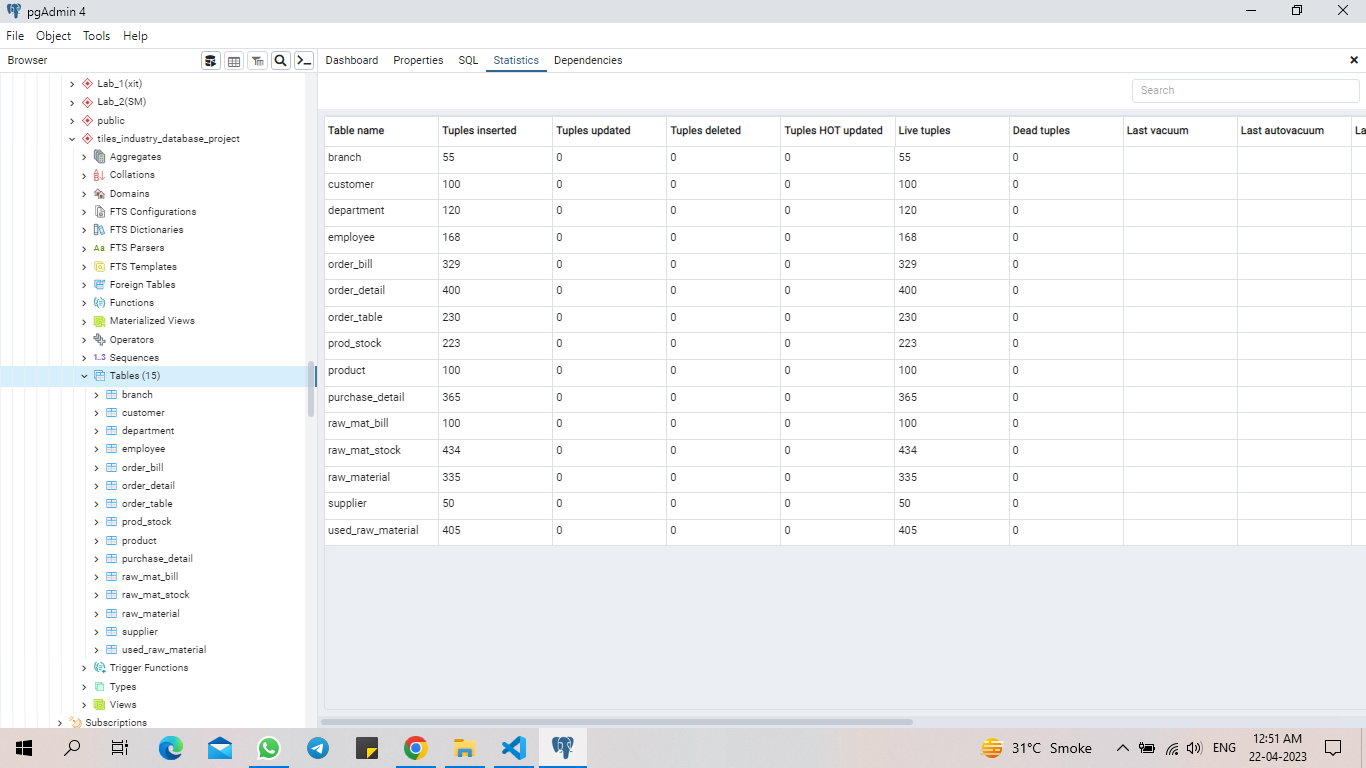 pgAdmin 4
File Object Tools Help
Browser
Dashboard Properties SQL Statistics Dependencies
Search
Lab_1(xit)
Lab_2(SM)
public
tiles_industry_database_project
Aggregates
Collations
Domains
FTS Configurations
FTS Dictionaries
FTS Parsers
FTS Templates
Foreign Tables
Functions
Materialized Views
Operators
1..3 Sequences
Tables (15)
branch
customer
department
employee
order_bill
order_detail
order_table
prod_stock
product
purchase_detail
raw_mat_bill
raw_mat_stock
raw_material
supplier
used_raw_material
Trigger Functions
Types
Views
Subscriptions
Table name Tuples inserted Tuples updated Tuples deleted Tuples HOT updated Live tuples Dead tuples Last vacuum Last autovacuum La
branch 55 0 0 0 55 0
customer 100 0 0 0 100 0
department 120 0 0 0 120 0
employee 168 0 0 0 168 0
order_bill 329 0 0 0 329 0
order_detail 400 0 0 0 400 0
order_table 230 0 0 0 230 0
prod_stock 223 0 0 0 223 0
product 100 0 0 0 100 0
purchase_detail 365 0 0 0 365 0
raw_mat_bill 100 0 0 0 100 0
raw_mat_stock 434 0 0 0 434 0
raw_material 335 0 0 0 335 0
supplier 50 0 0 0 50 0
used_raw_material 405 0 0 0 405 0
31°C Smoke
ENG
12:51 AM
22-04-2023